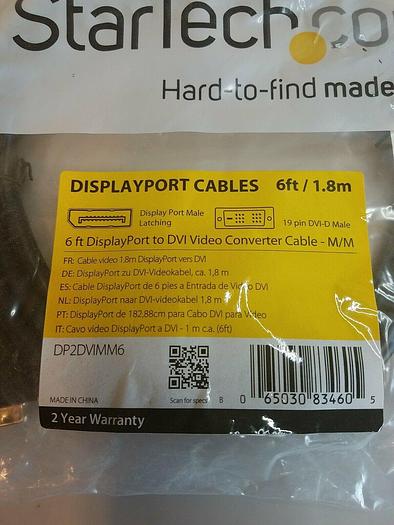 StarTech.co
Hard-to-find made
DISPLAYPORT CABLES 6ft / 1.8m
Display Port Male
Latching
19 pin DVI-D Male
6 ft DisplayPort to DVI Video Converter Cable - M/M
FR: Cable video 1.8m DisplayPort vers DVI
DE: DisplayPort zu DVI-Videokabel, ca. 1,8 m
ES: Cable DisplayPort de 6 pies a Entrada de Video DVI
NL: DisplayPort naar DVI-videokabel 1,8 m
PT: DisplayPort de 182,88cm para Cabo DVI para Video
IT: Cavo video DisplayPort a DVI - 1 m ca. (6ft)
DP2DVIMM6
MADE IN CHINA
Scan for specs
B
0 65030 83460 5
2 Year Warranty